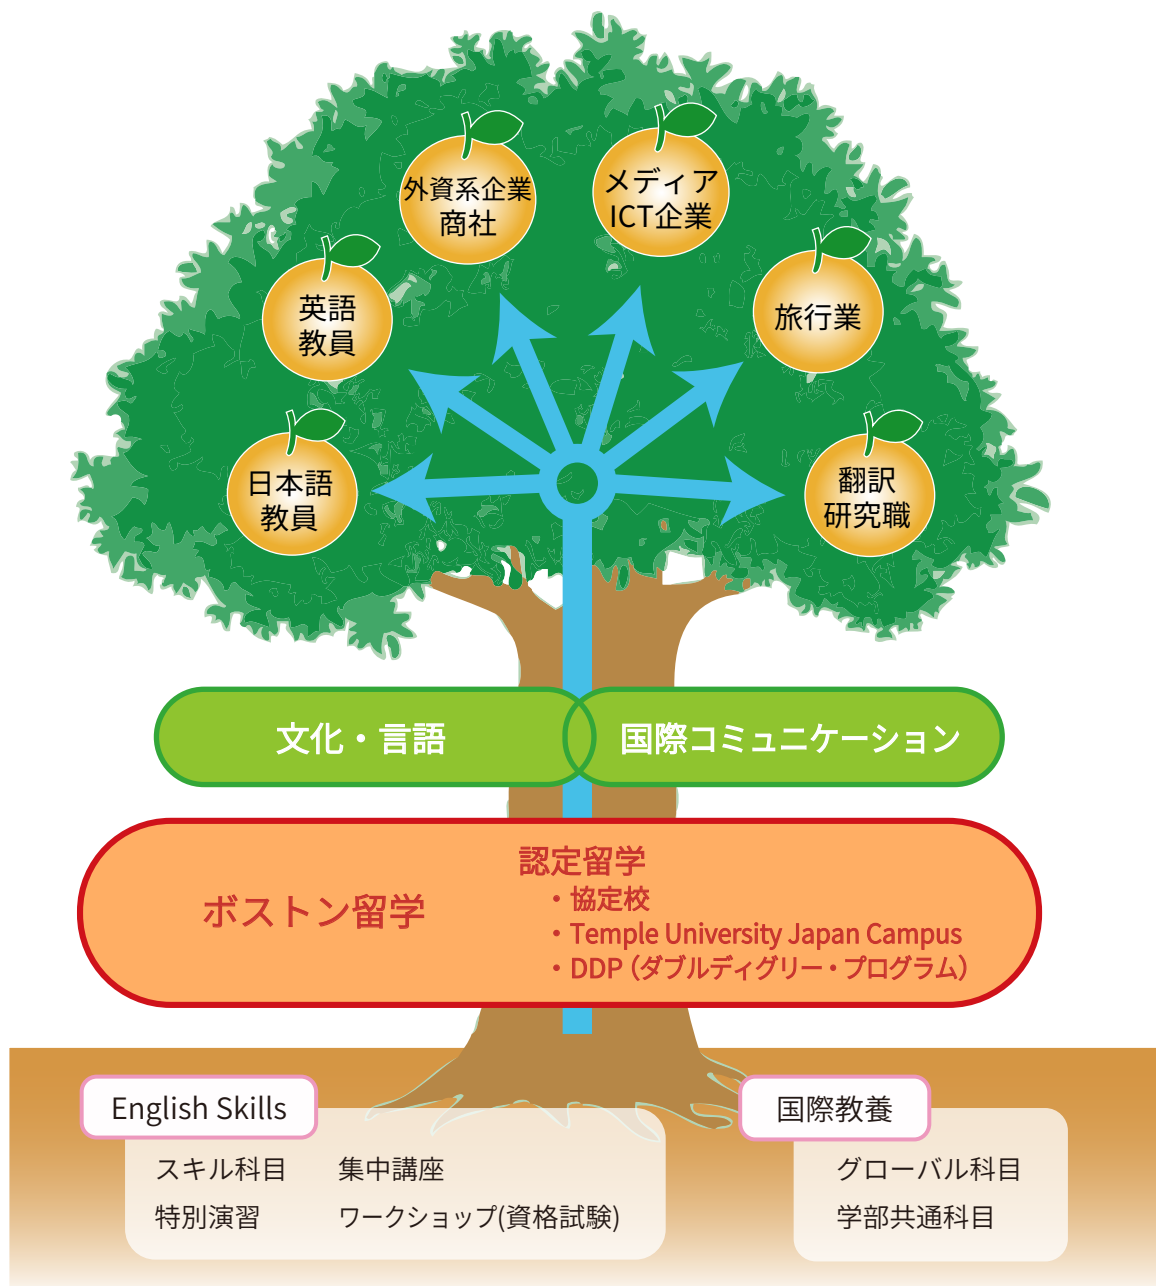 外資系企業
商社
メディア
ICT企業
英語
教員
旅行業
日本語
教員
翻訳
研究職
文化・言語
国際コミュニケーション
ボストン留学
認定留学
・協定校
・Temple University Japan Campus
・DDP（ダブルディグリー・プログラム）
English Skills
スキル科目 集中講座
特別演習 ワークショップ(資格試験)
国際教養
グローバル科目
学部共通科目